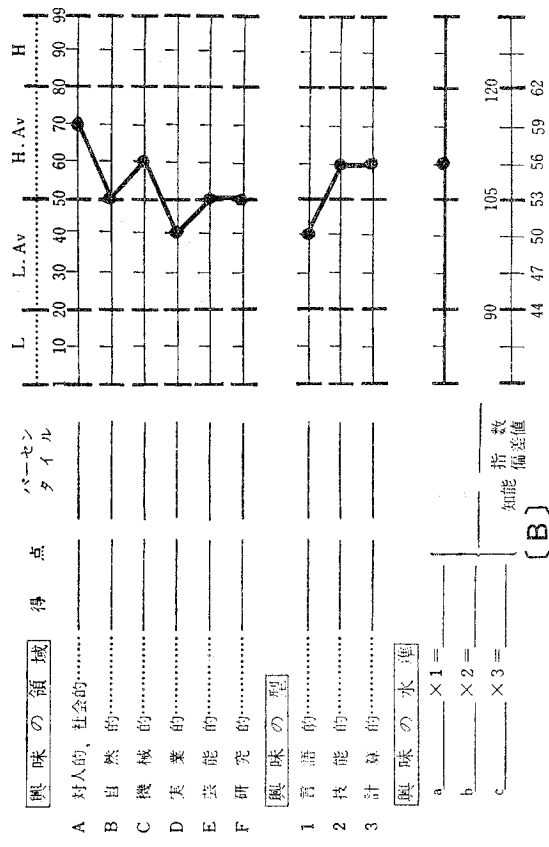 L L. Av H. Av H
得 点 パーセンタイル 1 10 20 30 40 50 60 70 80 90 99
興味の領域
A 対人的、社会的
B 自 然 的
C 機 械 的
D 実 業 的
E 芸 能 的
F 研 究 的
興味の型
1 言 語 的
2 技 能 的
3 計 算 的
興味の水準
a ×1=
b ×2=
c ×3=
知能 指数 90 105 120
偏差値 44 47 50 53 56 59 62
[B]